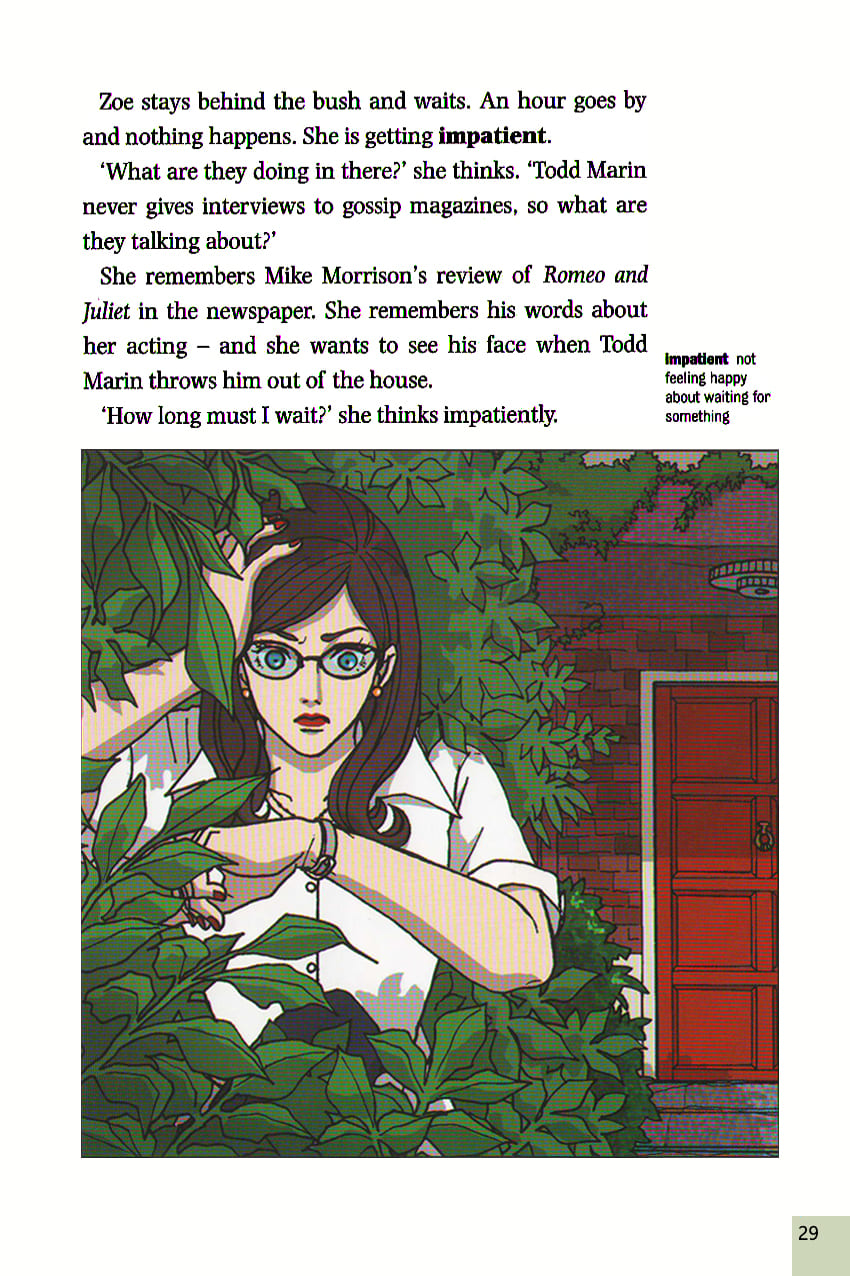 Zoe stays behind the bush and waits. An hour goes by
and nothing happens. She is getting impatient.
‘What are they doing in there?’ she thinks. ‘Todd Marin
never gives interviews to gossip magazines, so what are
they talking about?’
She remembers Mike Morrison’s review of Romeo and
Juliet in the newspaper. She remembers his words about
her acting – and she wants to see his face when Todd
Marin throws him out of the house.
‘How long must I wait?’ she thinks impatiently.
impatient not
feeling happy
about waiting for
something
29